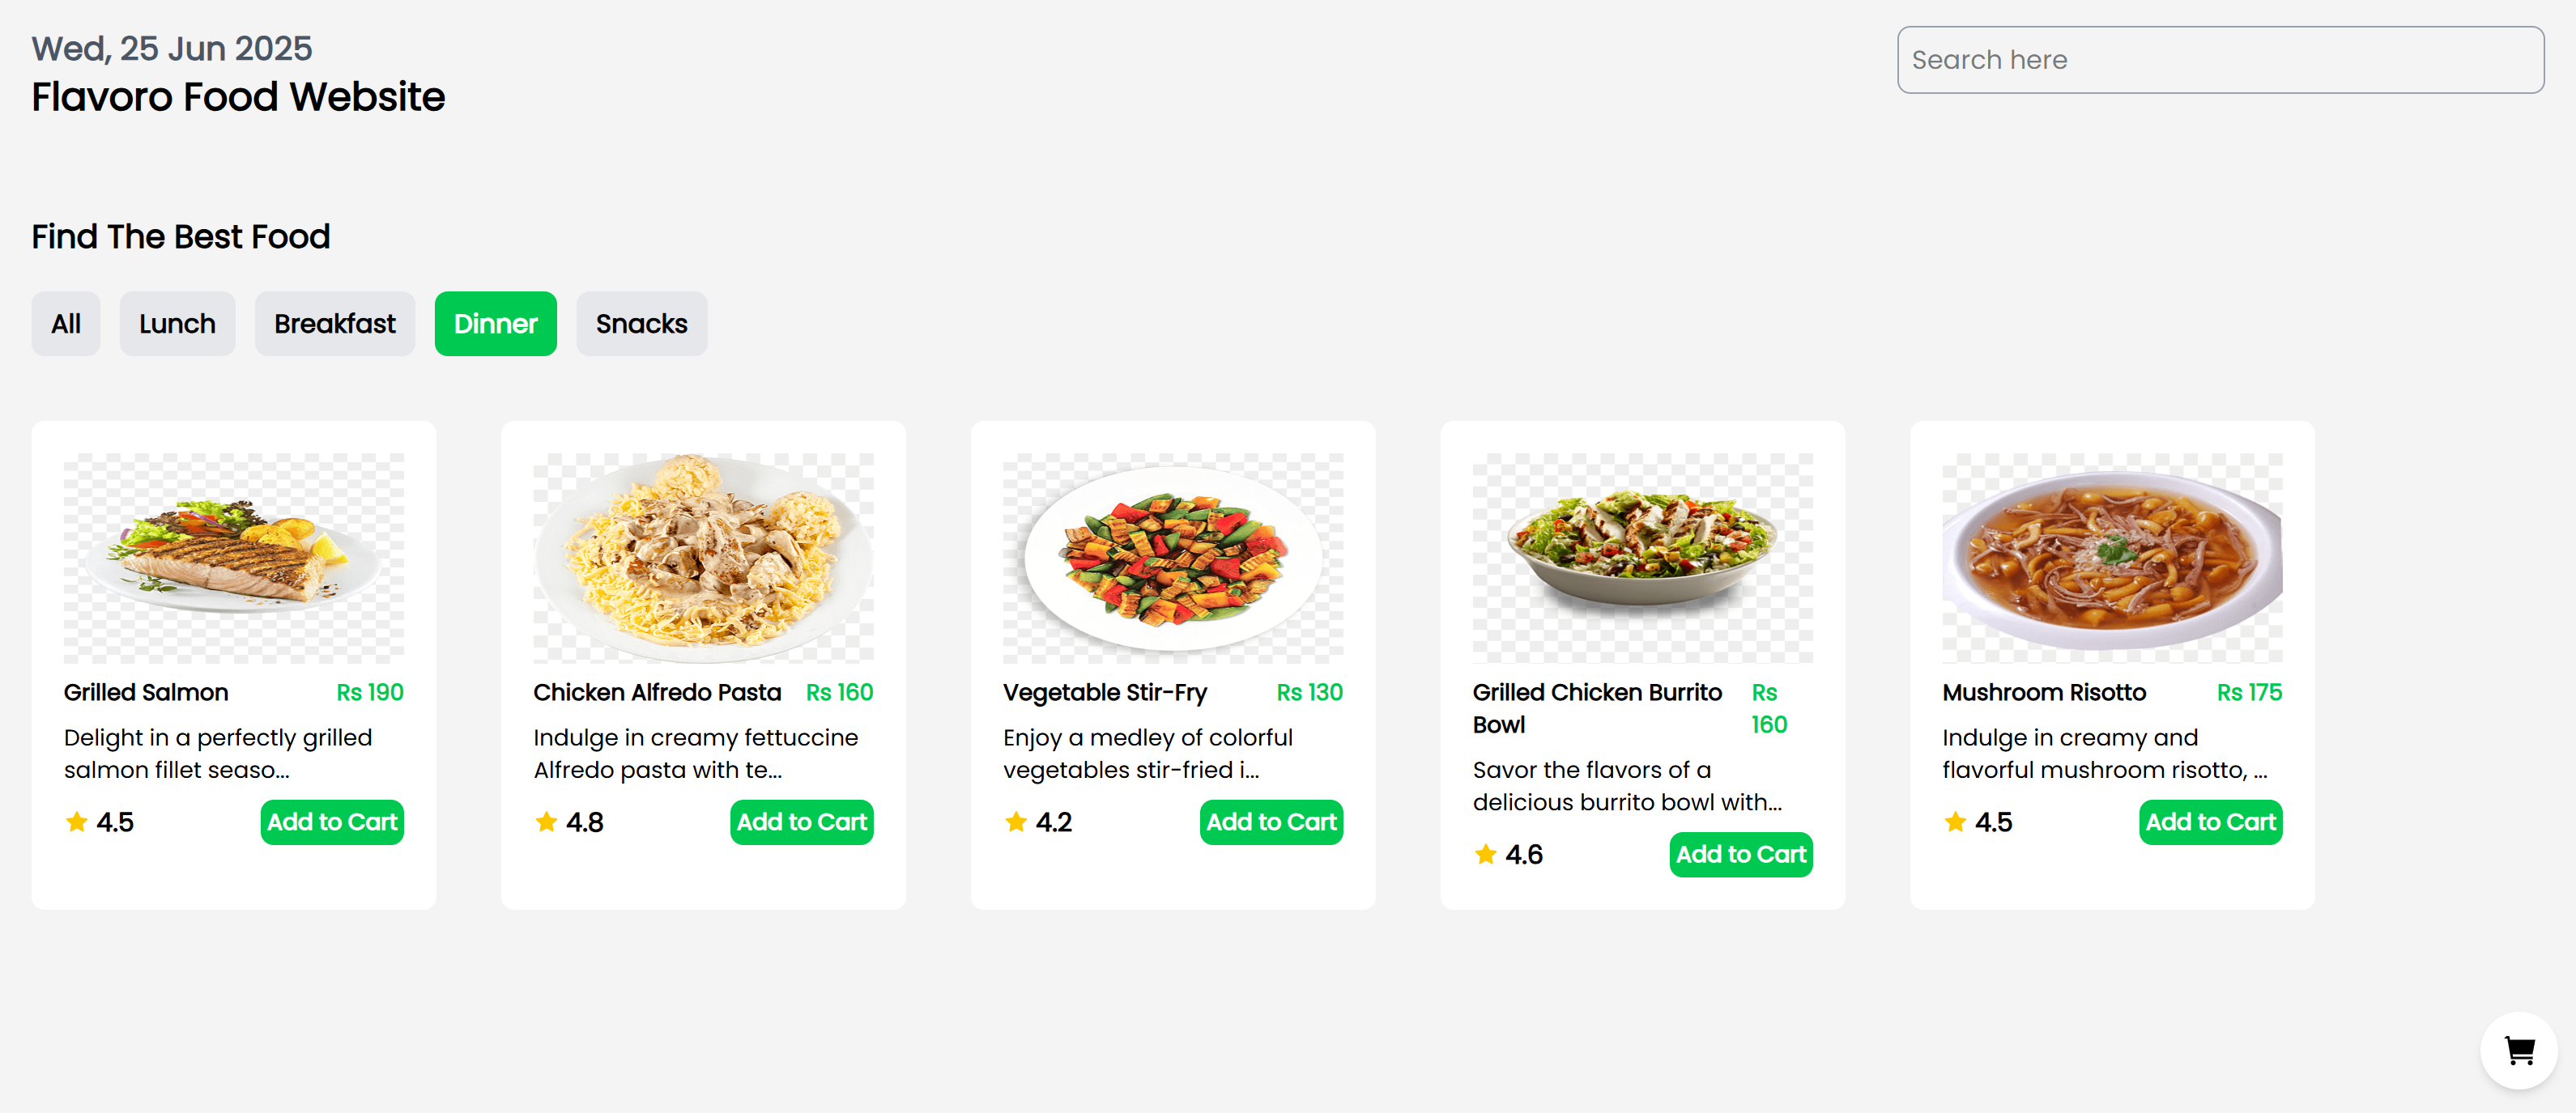 Wed, 25 Jun 2025
Search here
Flavoro Food Website
Find The Best Food
All
Lunch
Breakfast
Dinner
Snacks
Grilled Salmon
Rs 190
Delight in a perfectly grilled
salmon fillet seaso...
4.5
Add to Cart
Chicken Alfredo Pasta
Rs 160
Indulge in creamy fettuccine
Alfredo pasta with te...
4.8
Add to Cart
Vegetable Stir-Fry
Rs 130
Enjoy a medley of colorful
vegetables stir-fried i...
4.2
Add to Cart
Grilled Chicken Burrito
Bowl
Rs
160
Savor the flavors of a
delicious burrito bowl with...
4.6
Add to Cart
Mushroom Risotto
Rs 175
Indulge in creamy and
flavorful mushroom risotto, ...
4.5
Add to Cart